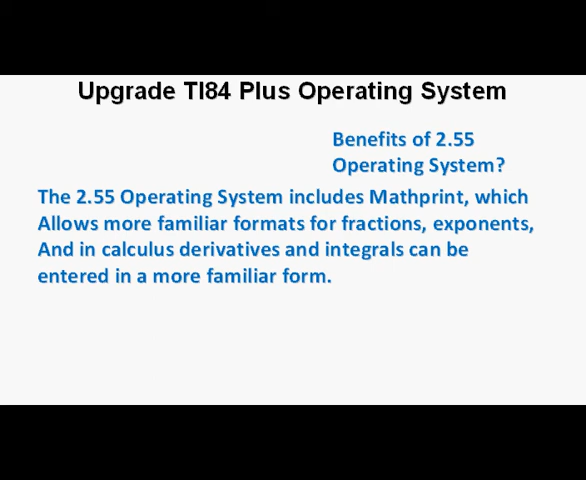 Upgrade TI84 Plus Operating System
Benefits of 2.55
Operating System?
The 2.55 Operating System includes Mathprint, which
Allows more familiar formats for fractions, exponents,
And in calculus derivatives and integrals can be
entered in a more familiar form.